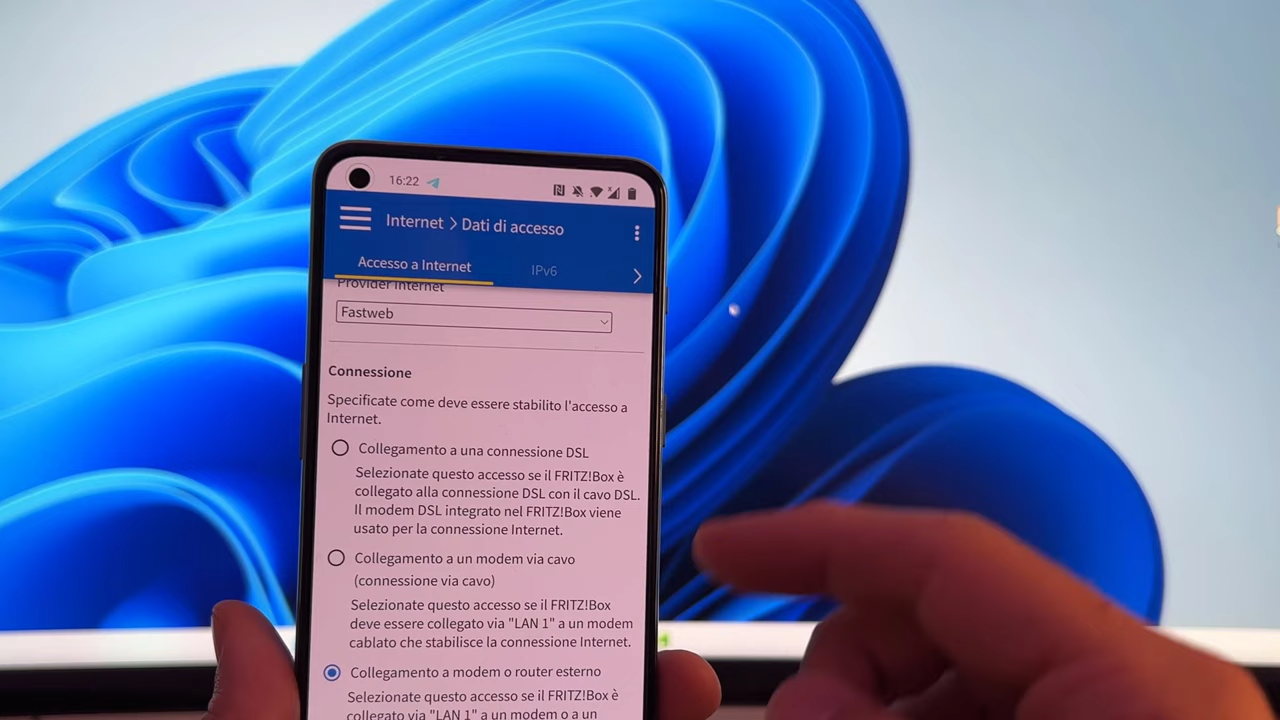 16:22
Internet > Dati di accesso
Accesso a Internet
IPv6
Provider Internet
Fastweb
Connessione
Specificate come deve essere stabilito l'accesso a
Internet.
Collegamento a una connessione DSL
Selezionate questo accesso se il FRITZ!Box è
collegato alla connessione DSL con il cavo DSL.
Il modem DSL integrato nel FRITZ!Box viene
usato per la connessione Internet.
Collegamento a un modem via cavo
(connessione via cavo)
Selezionate questo accesso se il FRITZ!Box
deve essere collegato via "LAN 1" a un modem
cablato che stabilisce la connessione Internet.
Collegamento a modem o router esterno
Selezionate questo accesso se il FRITZ!Box è
collegato via "LAN 1" a un modem o a un